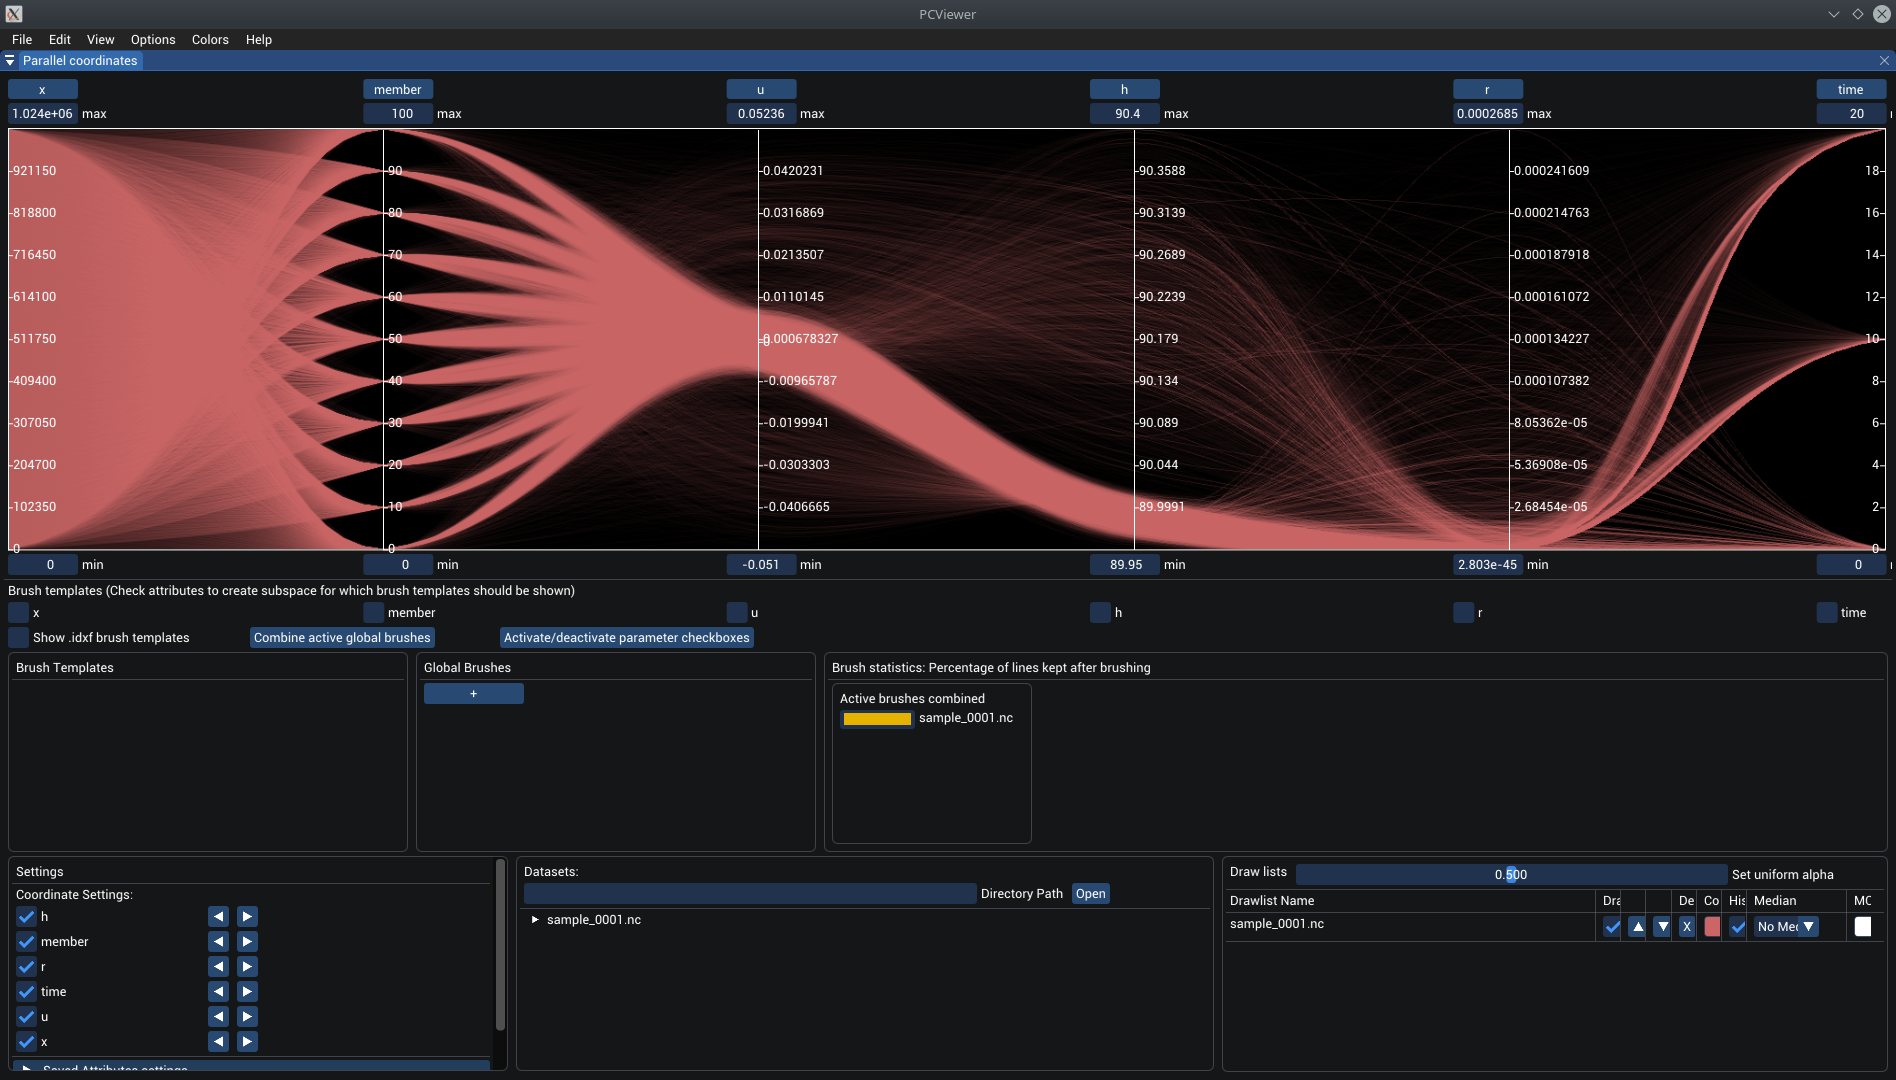 PCViewer
File Edit View Options Colors Help
Parallel coordinates
x member u h r time
1.024e+06 max 100 max 0.05236 max 90.4 max 0.0002685 max 20
921150 90 0.0420231 90.3588 0.000241609 18
818800 80 0.0316869 90.3139 0.000214763 16
716450 70 0.0213507 90.2689 0.000187918 14
614100 60 0.0110145 90.2239 0.000161072 12
511750 50 0.000678327 90.179 0.000134227 10
409400 40 -0.00965787 90.134 0.000107382 8
307050 30 -0.0199941 90.089 8.05362e-05 6
204700 20 -0.0303303 90.044 5.36908e-05 4
102350 10 -0.0406665 89.9991 2.68454e-05 2
0 0 0
0 min 0 min -0.051 min 89.95 min 2.803e-45 min 0
Brush templates (Check attributes to create subspace for which brush templates should be shown)
x member u h r time
Show .idxf brush templates Combine active global brushes Activate/deactivate parameter checkboxes
Brush Templates
Global Brushes
+
Brush statistics: Percentage of lines kept after brushing
Active brushes combined
sample_0001.nc
Settings
Coordinate Settings:
h
member
r
time
u
x
Datasets:
Directory Path Open
sample_0001.nc
Draw lists 0.500 Set uniform alpha
Drawlist Name Dra De Co His Median MC
sample_0001.nc X No Med